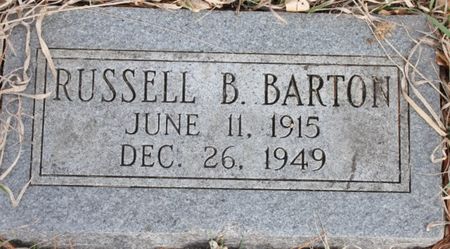 RUSSELL B. BARTON
JUNE 11, 1915
DEC. 26, 1949